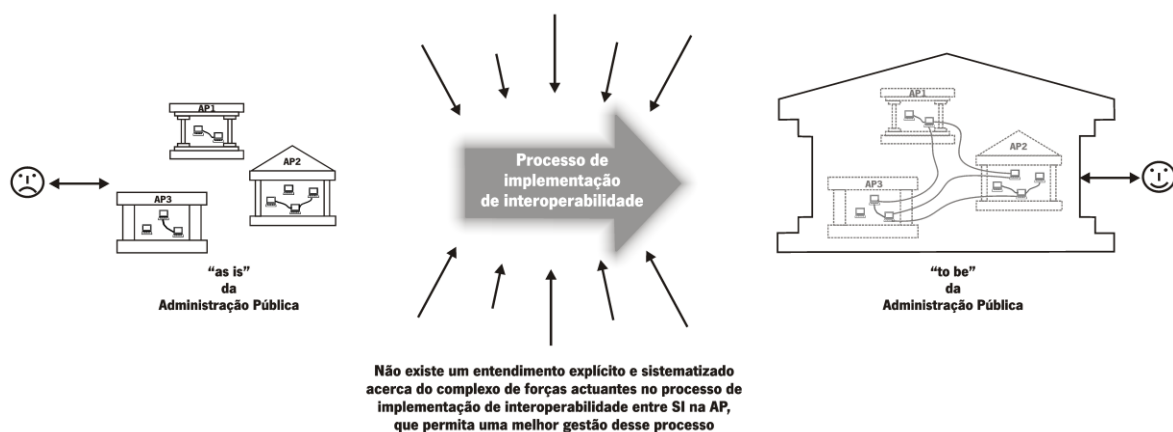 AP1
AP2
AP3
"as is"
da
Administração Pública
Processo de
implementação
de interoperabilidade
Não existe um entendimento explícito e sistematizado
acerca do complexo de forças actuantes no processo de
implementação de interoperabilidade entre SI na AP,
que permita uma melhor gestão desse processo
AP1
AP2
AP3
"to be"
da
Administração Pública